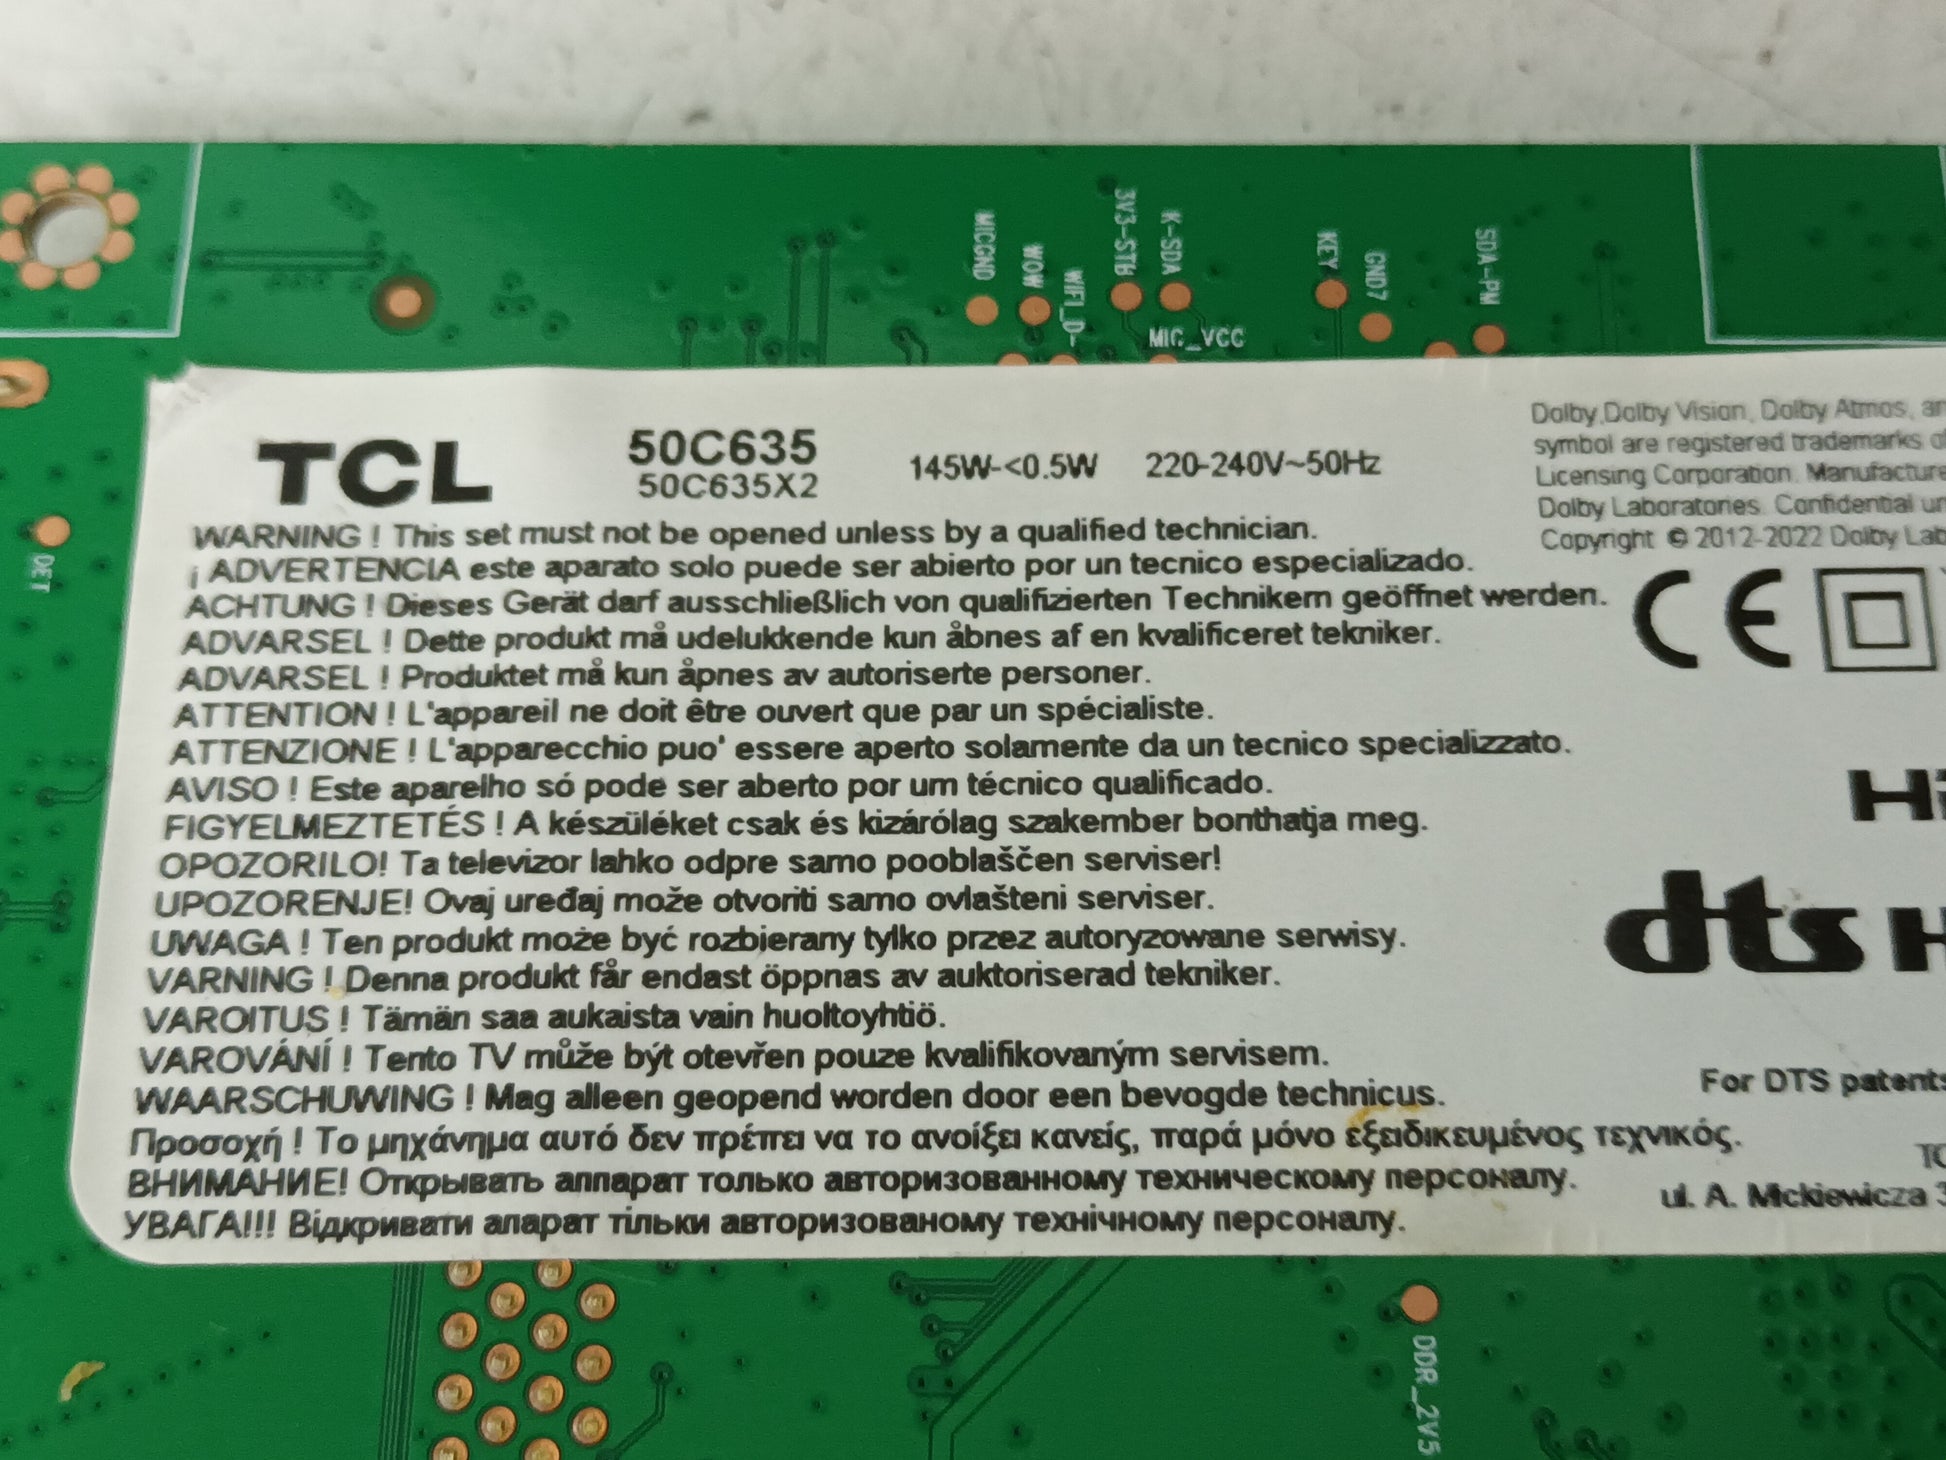 MICGND
WOW
WIFI_D-
3V3-STB
K-SDA
MIC_VCC
KEY
GND7
SDA-PM
DET
TCL
50C635
50C635X2
145W-<0.5W 220-240V~50Hz
Dolby,Dolby Vision, Dolby Atmos, an
symbol are registered trademarks of
Licensing Corporation. Manufacture
Dolby Laboratories. Confidential un
Copyright © 2012-2022 Dolby Lab
WARNING ! This set must not be opened unless by a qualified technician.
¡ ADVERTENCIA este aparato solo puede ser abierto por un tecnico especializado.
ACHTUNG ! Dieses Gerät darf ausschließlich von qualifizierten Technikern geöffnet werden.
ADVARSEL ! Dette produkt må udelukkende kun åbnes af en kvalificeret tekniker.
ADVARSEL ! Produktet må kun åpnes av autoriserte personer.
ATTENTION ! L'appareil ne doit être ouvert que par un spécialiste.
ATTENZIONE ! L'apparecchio puo' essere aperto solamente da un tecnico specializzato.
AVISO ! Este aparelho só pode ser aberto por um técnico qualificado.
FIGYELMEZTETÉS ! A készüléket csak és kizárólag szakember bonthatja meg.
OPOZORILO! Ta televizor lahko odpre samo pooblaščen serviser!
UPOZORENJE! Ovaj uređaj može otvoriti samo ovlašteni serviser.
UWAGA ! Ten produkt może być rozbierany tylko przez autoryzowane serwisy.
VARNING ! Denna produkt får endast öppnas av auktoriserad tekniker.
VAROITUS ! Tämän saa aukaista vain huoltoyhtiö.
VAROVÁNÍ ! Tento TV může být otevřen pouze kvalifikovaným servisem.
WAARSCHUWING ! Mag alleen geopend worden door een bevogde technicus.
Προσοχή ! Το μηχάνημα αυτό δεν πρέπει να το ανοίξει κανείς, παρά μόνο εξειδικευμένος τεχνικός.
ВНИМАНИЕ! Открывать аппарат только авторизованному техническому персоналу.
УВАГА!!! Відкривати апарат тільки авторизованому технічному персоналу.
CE
Hi
dts H
For DTS patents
TC
ul. A. Mckiewicza 3
DDR_2V5